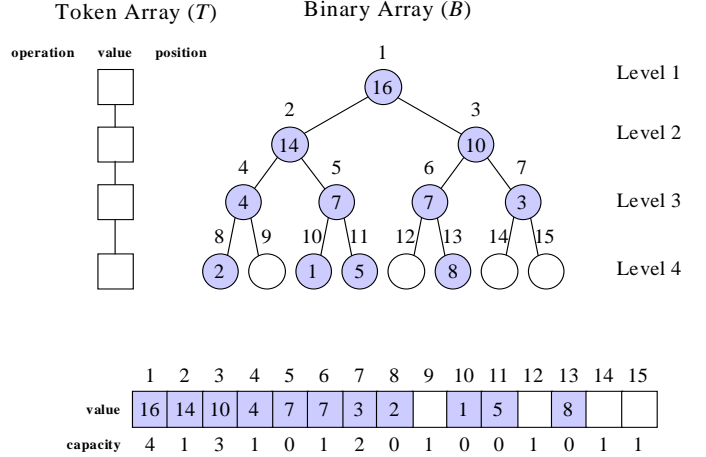 Token Array (T) Binary Array (B)
operation value position
1
16
Level 1
2 3
14 10
Level 2
4 5 6 7
4 7 7 3
Level 3
8 9 10 11 12 13 14 15
2 1 5 8
Level 4
1 2 3 4 5 6 7 8 9 10 11 12 13 14 15
value 16 14 10 4 7 7 3 2 1 5 8
capacity 4 1 3 1 0 1 2 0 1 0 0 1 0 1 1